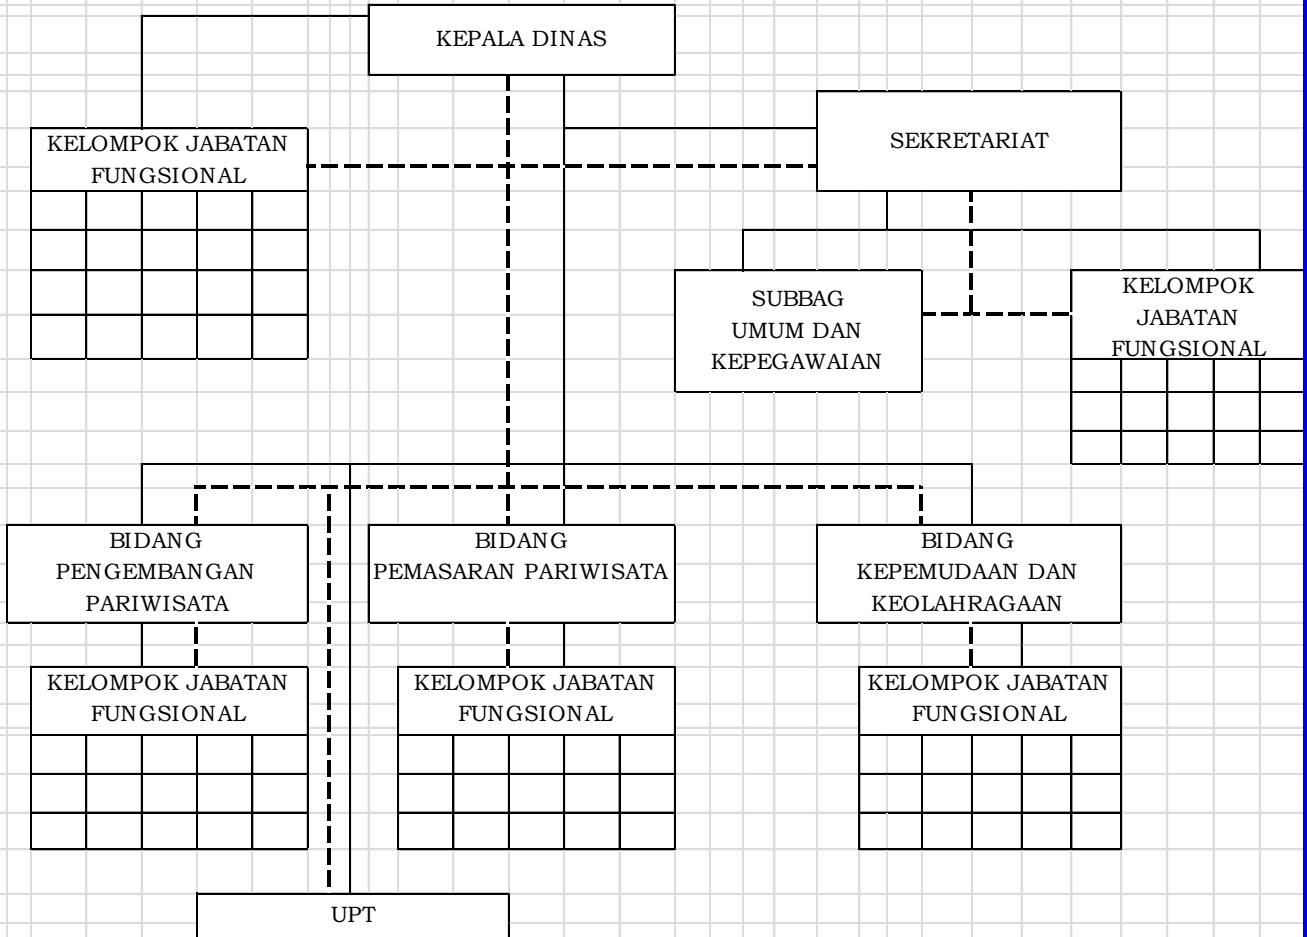 KEPALA DINAS
SEKRETARIAT
KELOMPOK JABATAN
FUNGSIONAL
SUBBAG
UMUM DAN
KEPEGAWAIAN
KELOMPOK
JABATAN
FUNGSIONAL
BIDANG
PENGEMBANGAN
PARIWISATA
BIDANG
PEMASARAN PARIWISATA
BIDANG
KEPEMUDAAN DAN
KEOLAHRAGAAN
KELOMPOK JABATAN
FUNGSIONAL
KELOMPOK JABATAN
FUNGSIONAL
KELOMPOK JABATAN
FUNGSIONAL
UPT